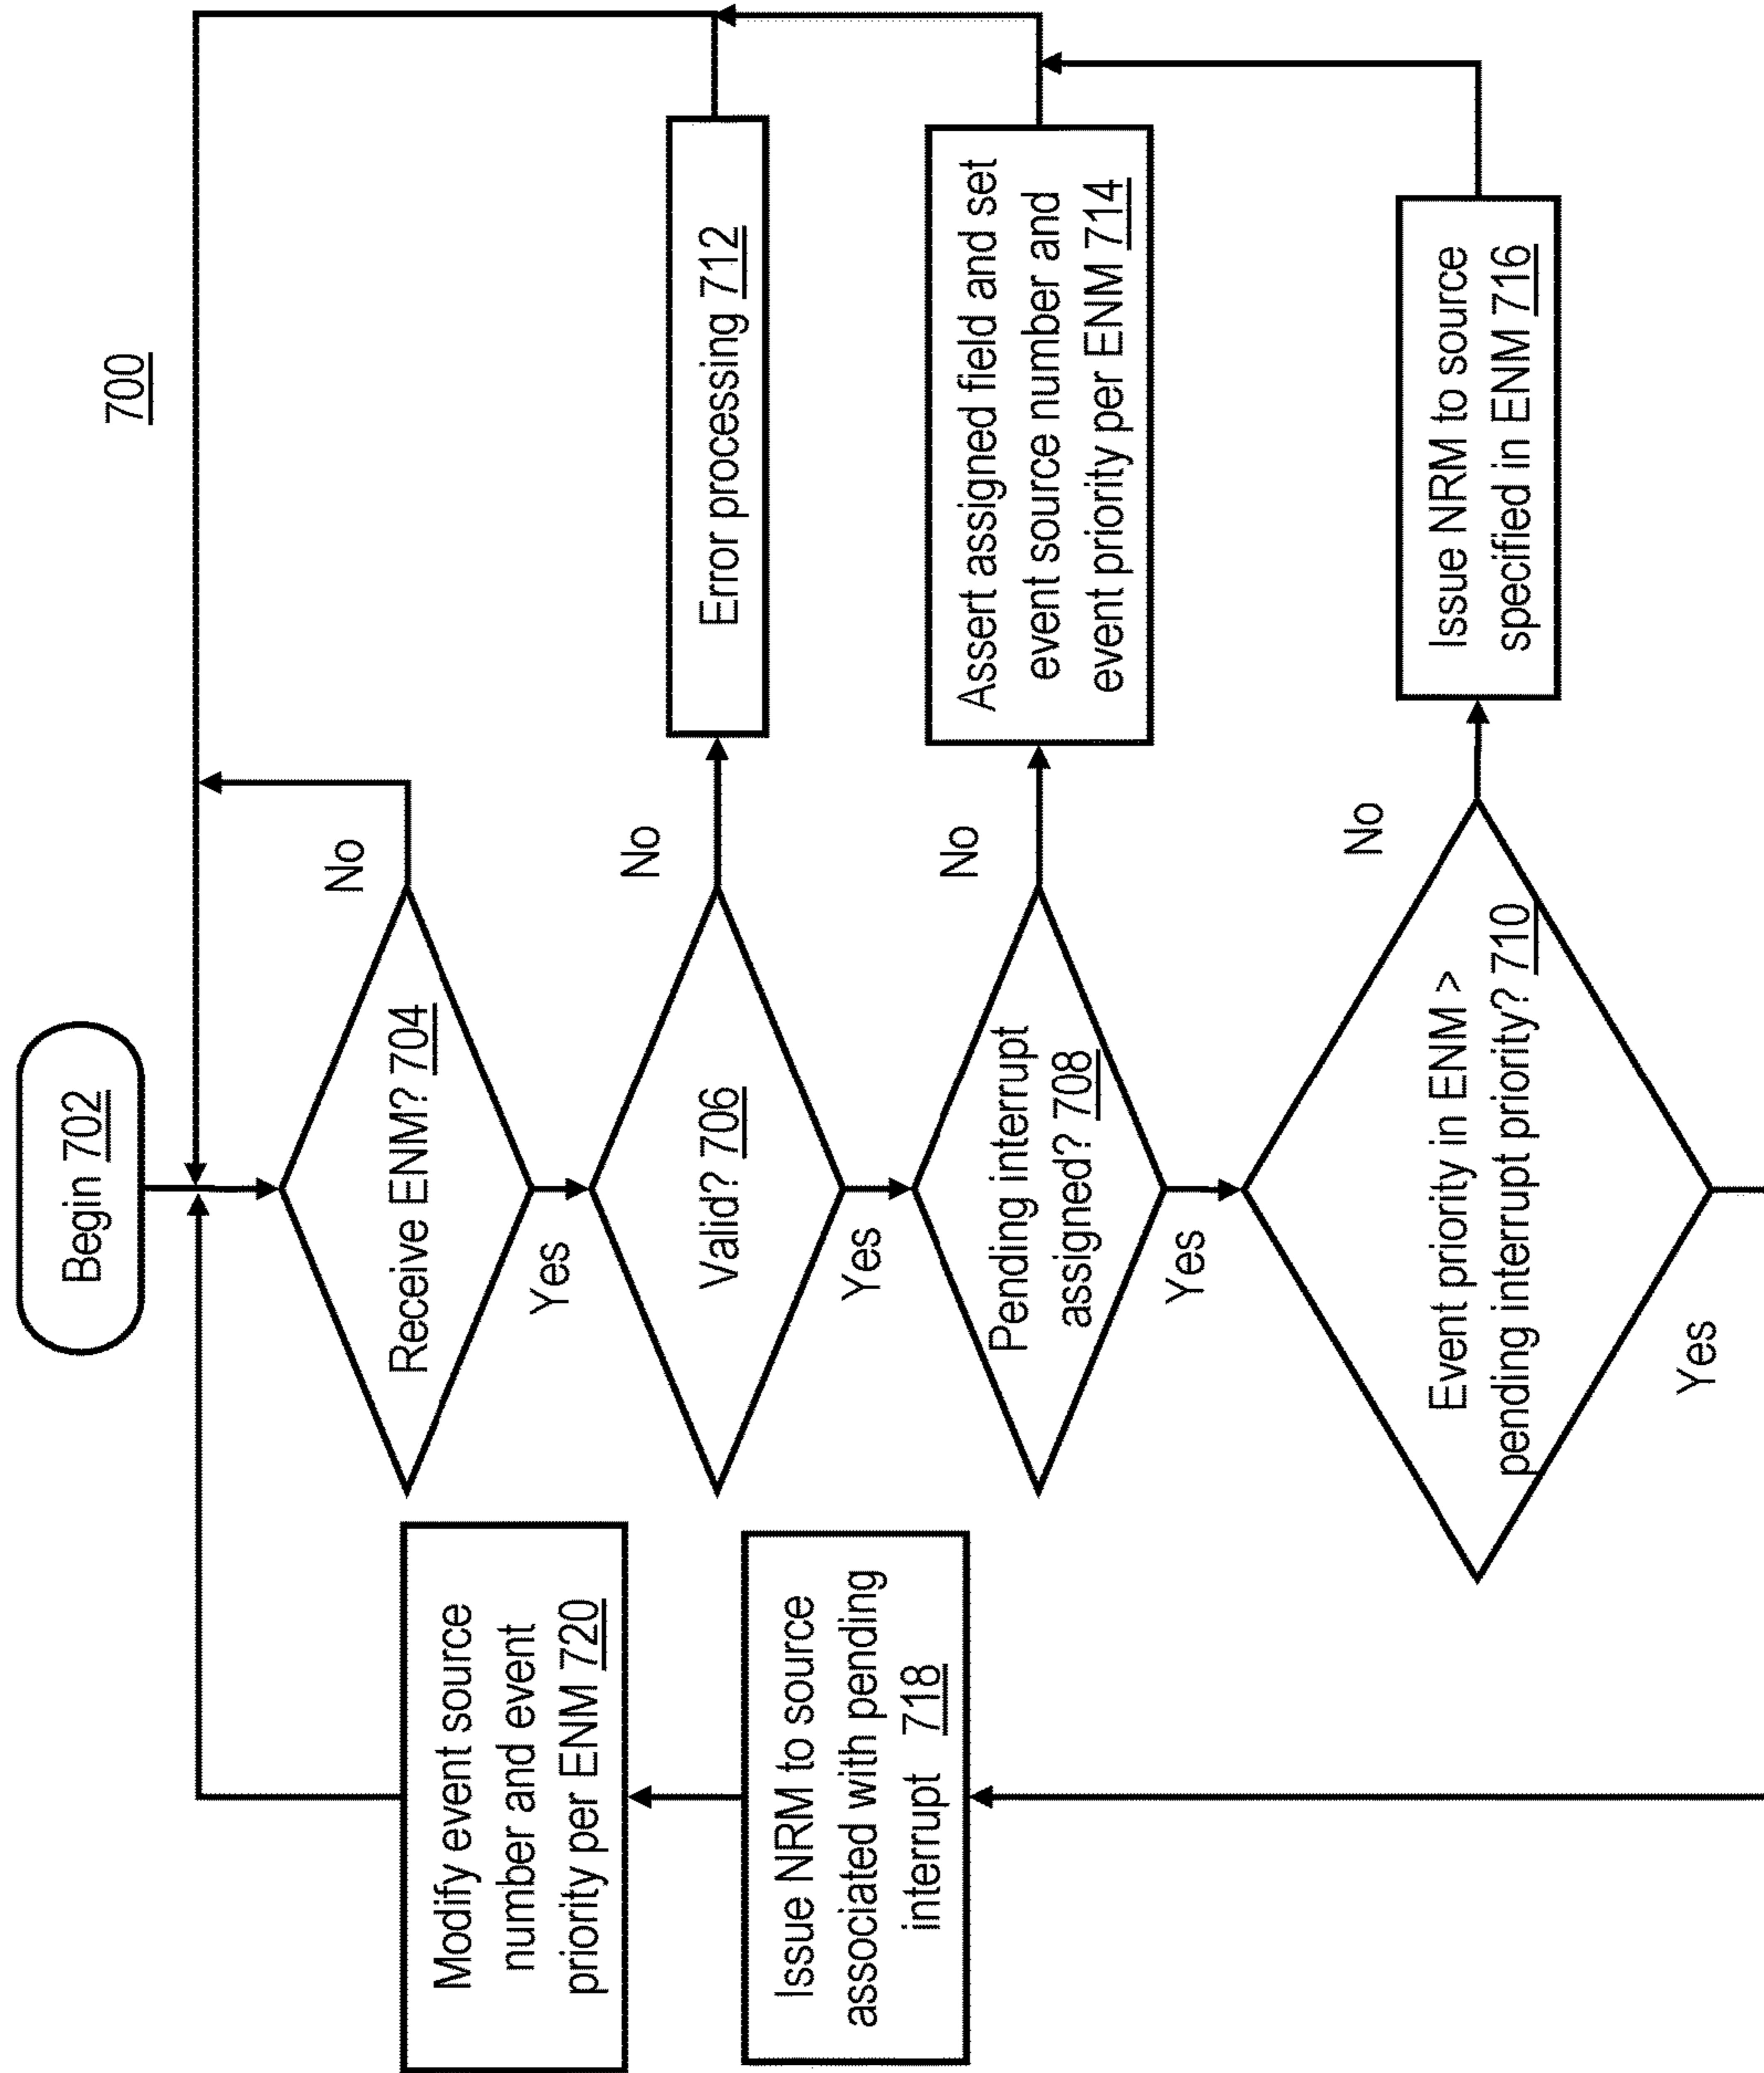 700
Begin 702
Receive ENM? 704
No
Yes
Valid? 706
No
Yes
Error processing 712
Pending interrupt
assigned? 708
No
Yes
Assert assigned field and set
event source number and
event priority per ENM 714
Event priority in ENM >
pending interrupt priority? 710
No
Yes
Issue NRM to source
specified in ENM 716
Issue NRM to source
associated with pending
interrupt 718
Modify event source
number and event
priority per ENM 720